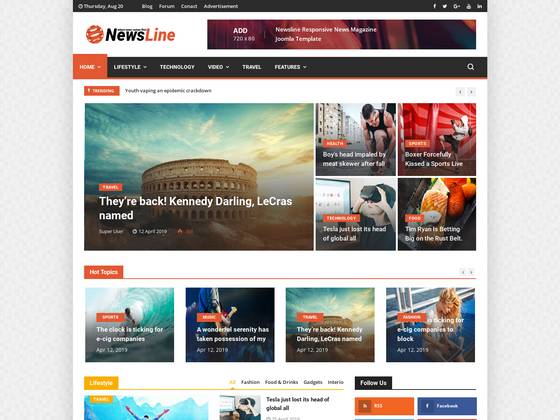 Thursday, Aug 20
Blog Forum Conact Advertisement
NewsLine
ADD
720 x 80
Newsline Responsive News Magazine
Joomla Template
HOME LIFESTYLE TECHNOLOGY VIDEO TRAVEL FEATURES
TRENDING
Youth vaping an epidemic crackdown
TRAVEL
They're back! Kennedy Darling, LeCras
named
Super User 12 April 2019
HEALTH
Boy's head impaled by
meat skewer after fall
SPORTS
Boxer Forcefully
Kissed a Sports Live
TECHNOLOGY
Tesla just lost its head
of global all
FOOD
Tim Ryan Is Betting
Big on the Rust Belt.
Hot Topics
SPORTS
The clock is ticking for
e-cig companies
Apr 12, 2019
MUSIC
A wonderful serenity has
taken possession of my
Apr 12, 2019
TRAVEL
They're back! Kennedy
Darling, LeCras named
Apr 12, 2019
FASHION
is ticking for
e-cig companies to
block
Apr 12, 2019
Lifestyle
All Fashion Food & Drinks Gadgets Interio
TRAVEL
Tesla just lost its head of
global all
Follow Us
RSS
Facebook